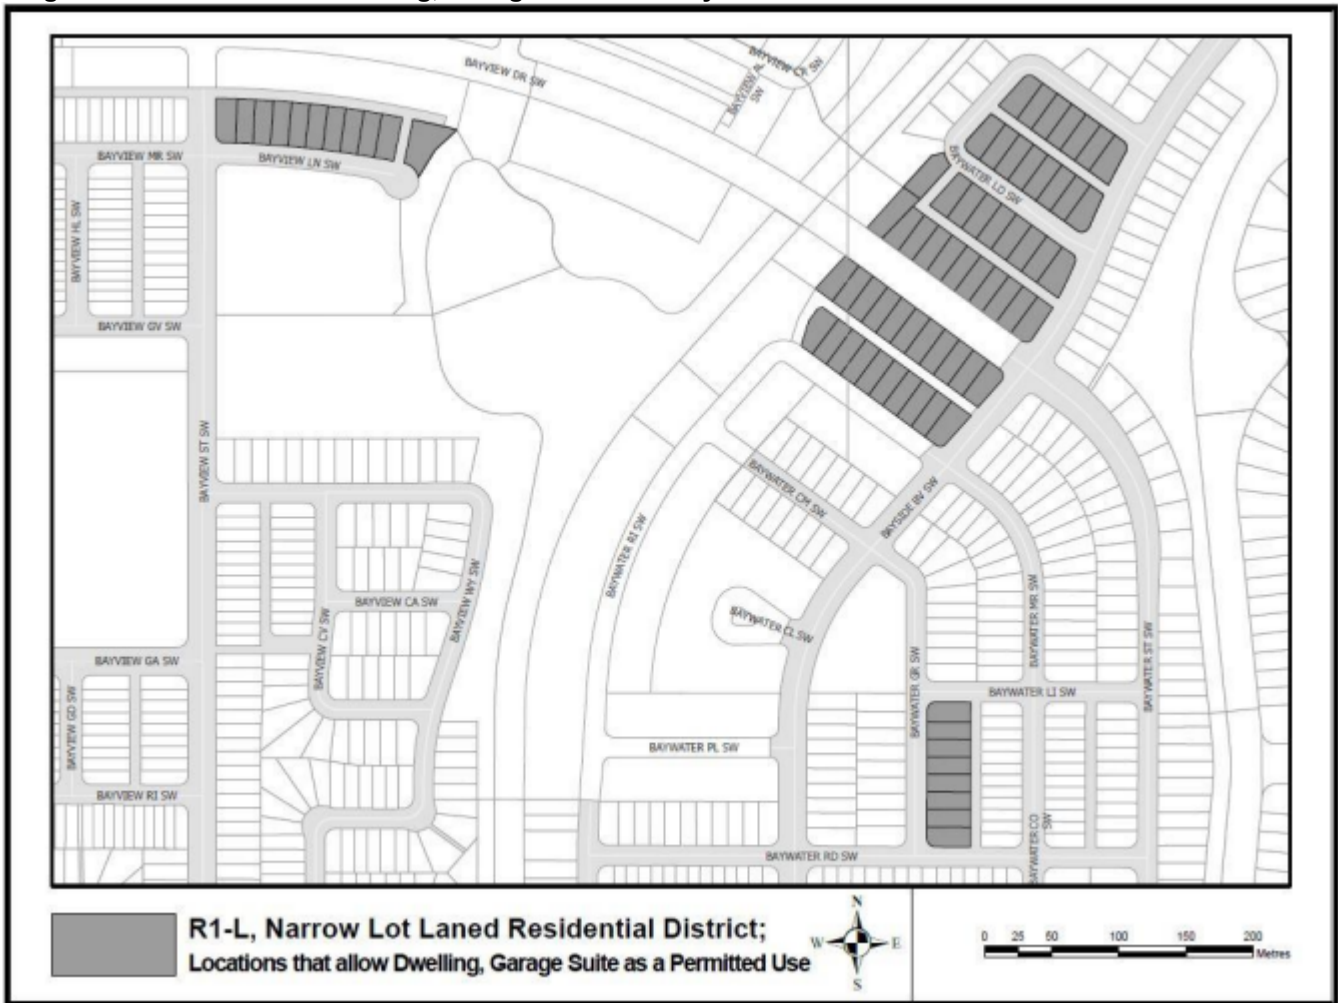 BAYVIEW DR SW
BAYVIEW CR SW
BAYVIEW MR SW
BAYVIEW LN SW
BAYWATER LD SW
BAYVIEW HL SW
BAYVIEW GV SW
BAYVIEW ST SW
BAYWATER CM SW
BAYSIDE BV SW
BAYWATER RI SW
BAYVIEW WY SW
BAYVIEW CA SW
BAYVIEW CV SW
BAYWATER CL SW
BAYWATER MR SW
BAYWATER ST SW
BAYVIEW GA SW
BAYWATER GR SW
BAYWATER LI SW
BAYVIEW GD SW
BAYWATER PL SW
BAYVIEW RI SW
BAYWATER CO SW
BAYWATER RD SW
R1-L, Narrow Lot Laned Residential District;
Locations that allow Dwelling, Garage Suite as a Permitted Use
N
W E
S
0 25 50 100 150 200
Metres